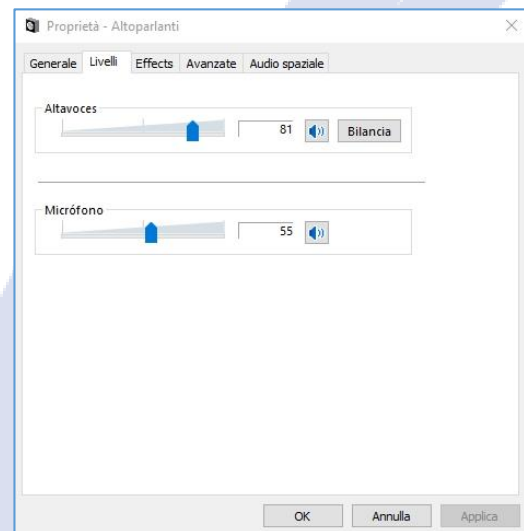 Proprietà - Altoparlanti
Generale Livelli Effects Avanzate Audio spaziale
Altavoces
81 Bilancia
Micrófono
55
OK Annulla Applica